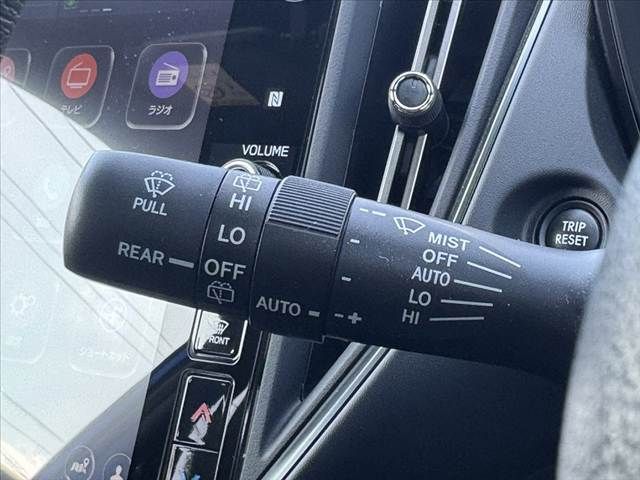 テレビ
ラジオ
VOLUME
PULL
HI
LO
REAR
OFF
AUTO
- +
MIST
OFF
AUTO
LO
HI
TRIP
RESET
FRONT